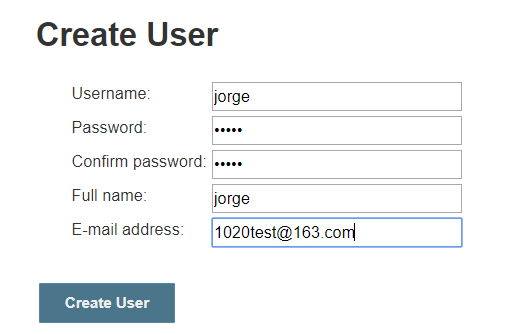 Create User
Username: jorge
Password: •••••
Confirm password: •••••
Full name: jorge
E-mail address: 1020test@163.com
Create User